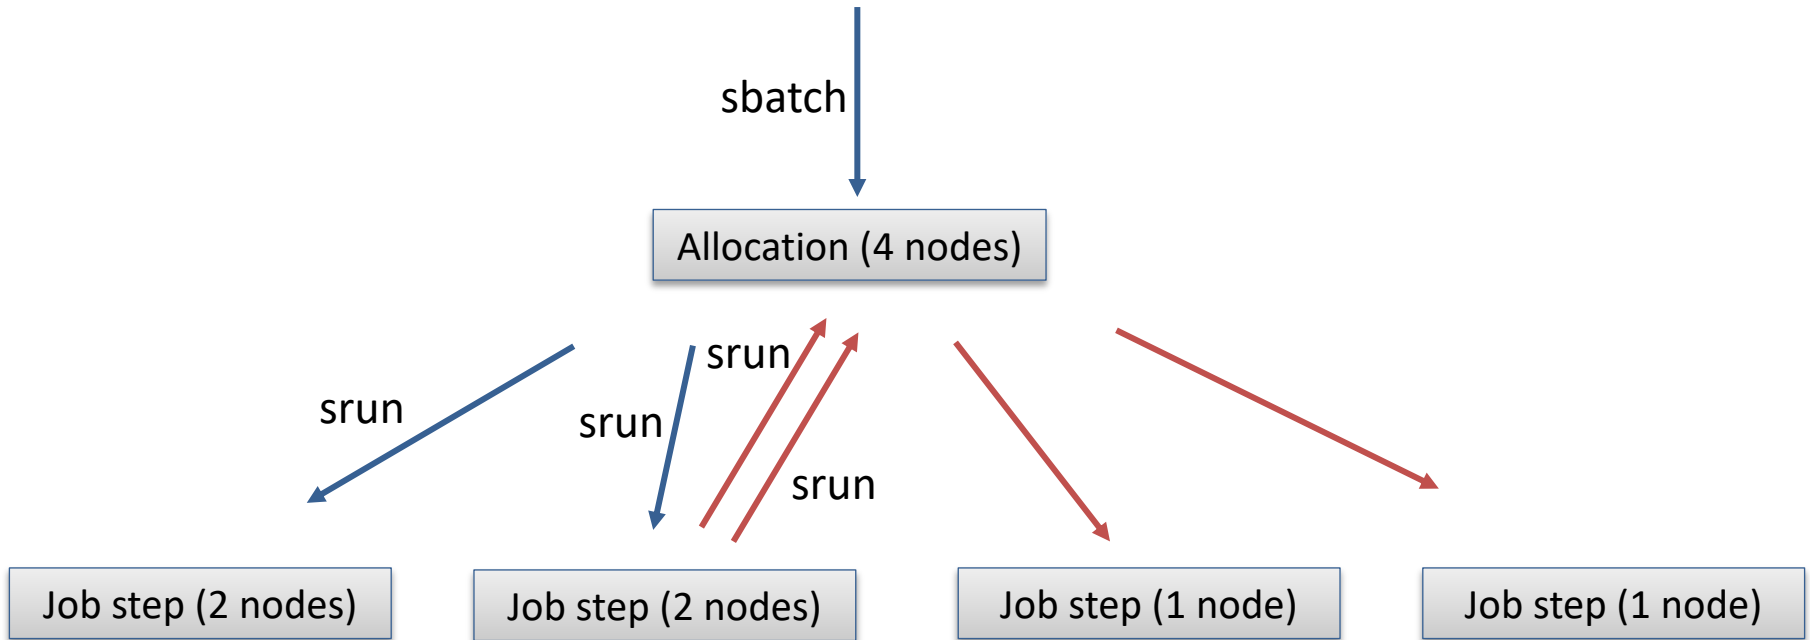 sbatch
Allocation (4 nodes)
srun
srun
srun
srun
Job step (2 nodes)
Job step (2 nodes)
Job step (1 node)
Job step (1 node)